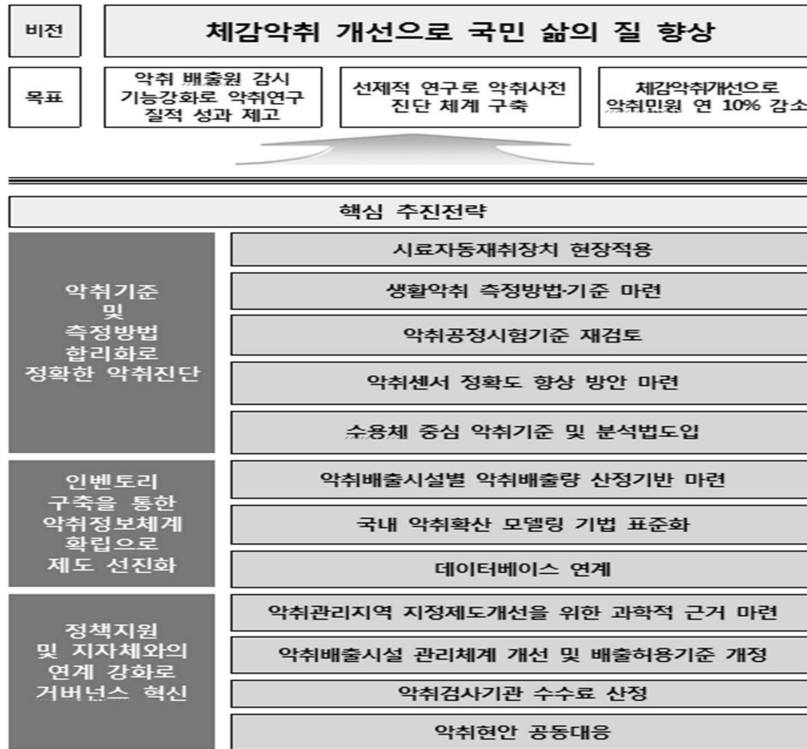 비전
체감악취 개선으로 국민 삶의 질 향상
목표
악취 배출원 감시
기능강화로 악취연구
질적 성과 제고
선제적 연구로 악취사전
진단 체계 구축
체감악취개선으로
악취민원 연 10% 감소
핵심 추진전략
악취기준
및
측정방법
합리화로
정확한 악취진단
시료자동재취장치 현장적용
생활악취 측정방법·기준 마련
악취공정시험기준 재검토
악취센서 정확도 향상 방안 마련
수용체 중심 악취기준 및 분석법도입
인벤토리
구축을 통한
악취정보체계
확립으로
제도 선진화
악취배출시설별 악취배출량 산정기반 마련
국내 악취확산 모델링 기법 표준화
데이터베이스 연계
정책지원
및 지자체와의
연계 강화로
거버넌스 혁신
악취관리지역 지정제도개선을 위한 과학적 근거 마련
악취배출시설 관리체계 개선 및 배출허용기준 개정
악취검사기관 수수료 산정
악취현안 공동대응